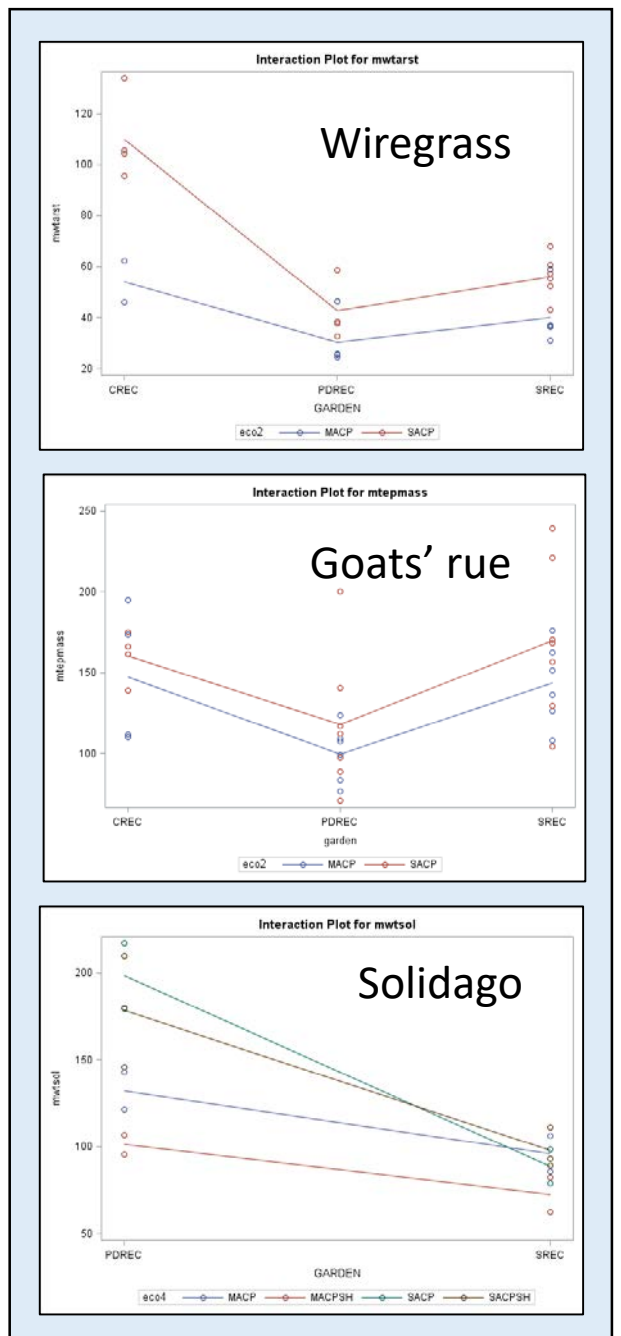 Interaction Plot for mwtarst
Wiregrass
120
100
80
60
40
20
mwtarst
CREC PDREC SREC
GARDEN
eco2 MACP SACP
Interaction Plot for mtepmass
Goats’ rue
250
200
150
100
mtepmass
CREC PDREC SREC
garden
eco2 MACP SACP
Interaction Plot for mwtsol
Solidago
200
150
100
50
mwtsol
PDREC SREC
GARDEN
eco4 MACP MACPSH SACP SACPSH